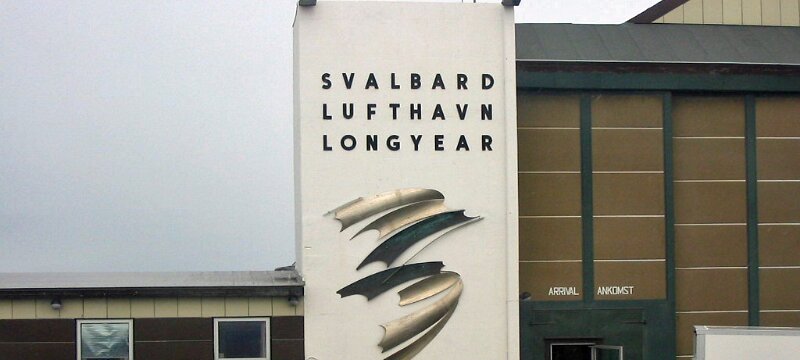 SVALBARD
LUFTHAVN
LONGYEAR
ARRIVAL ANKOMST